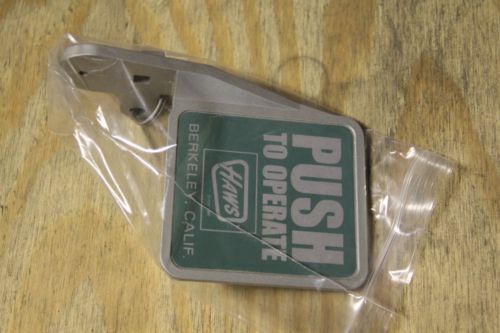 PUSH
TO OPERATE
HAWS
BERKELEY, CALIF.